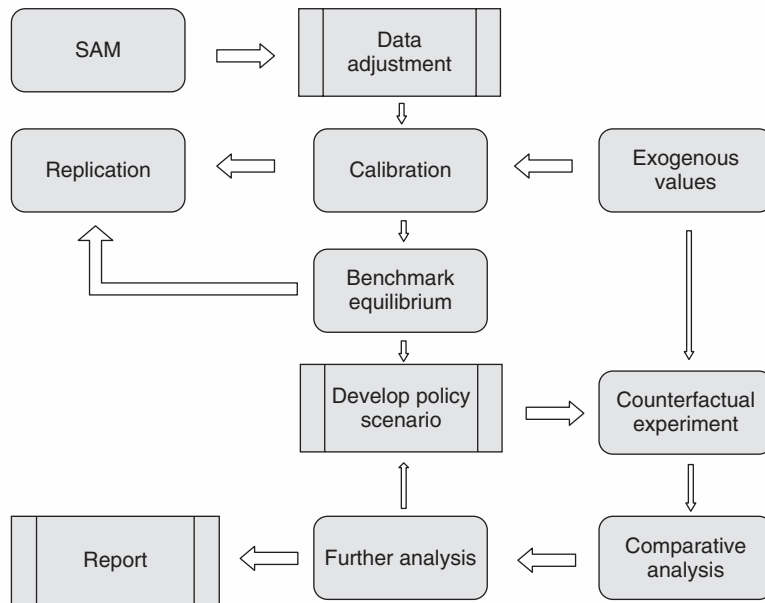 SAM
Data
adjustment
Replication
Calibration
Exogenous
values
Benchmark
equilibrium
Develop policy
scenario
Counterfactual
experiment
Report
Further analysis
Comparative
analysis